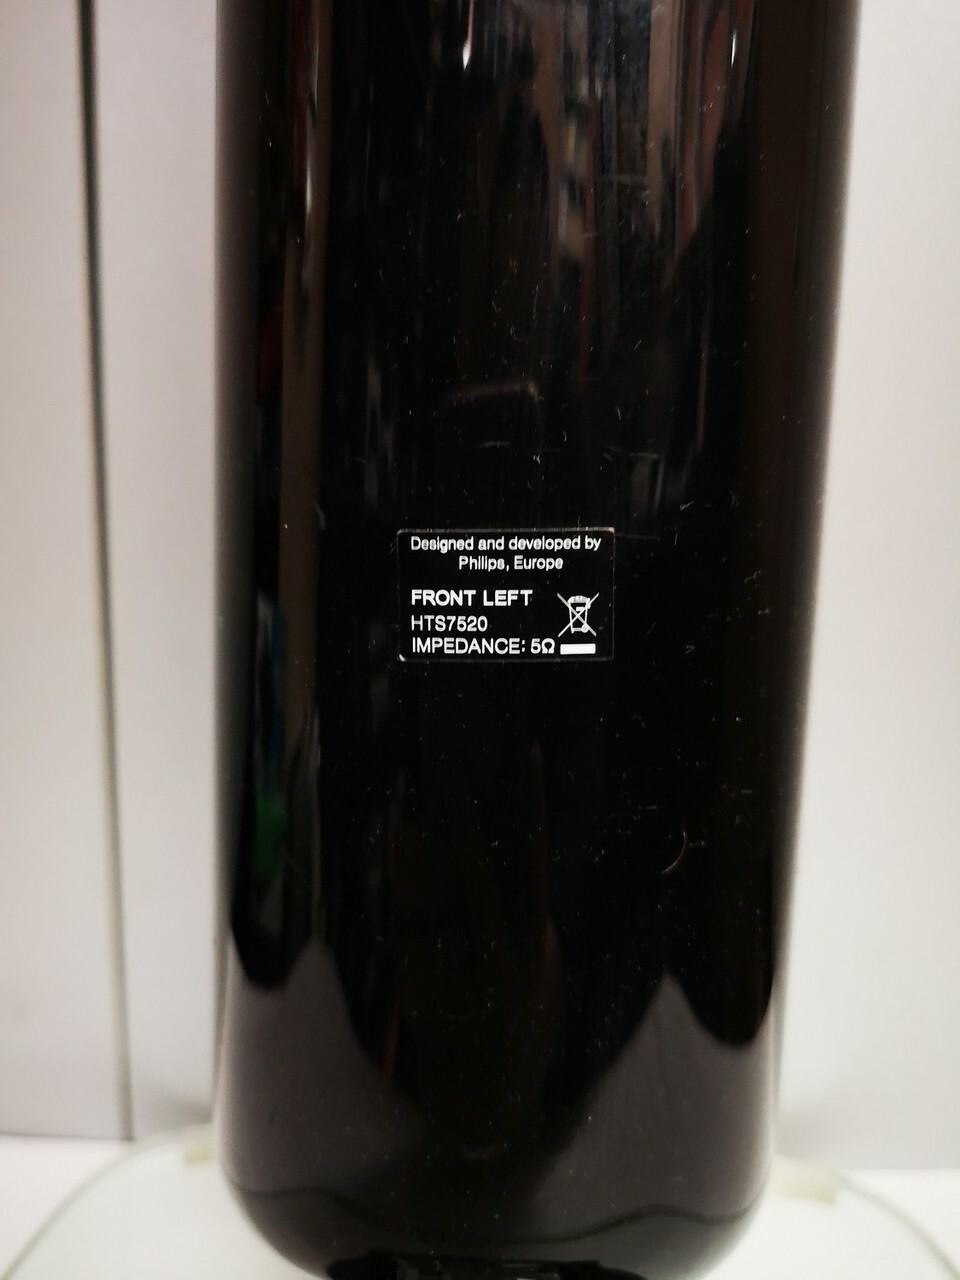 Designed and developed by
Philips, Europe
FRONT LEFT
HTS7520
IMPEDANCE: 5Ω